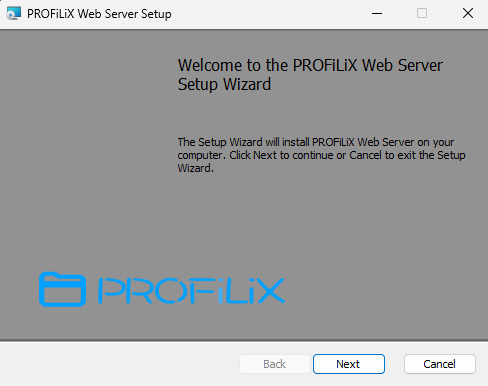 PROFiLiX Web Server Setup
Welcome to the PROFiLiX Web Server
Setup Wizard
The Setup Wizard will install PROFiLiX Web Server on your
computer. Click Next to continue or Cancel to exit the Setup
Wizard.
PROFiLiX
Back
Next
Cancel